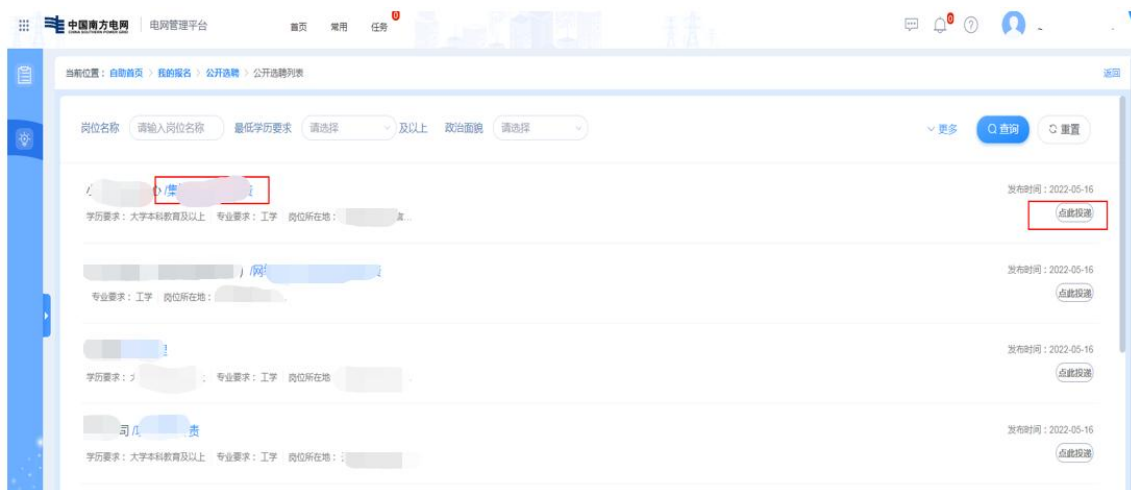 中国南方电网 电网管理平台 首页 常用 任务 0 0
CHINA SOUTHERN POWER GRID
当前位置：自助首页 > 我的报名 > 公开选聘 > 公开选聘列表 返回
岗位名称 请输入岗位名称 最低学历要求 请选择 及以上 政治面貌 请选择 更多 查询 重置
/集 发布时间：2022-05-16
学历要求：大学本科教育及以上 专业要求：工学 岗位所在地： 点此投递
/网 发布时间：2022-05-16
专业要求：工学 岗位所在地： 点此投递
发布时间：2022-05-16
学历要求： 专业要求：工学 岗位所在地 点此投递
司 责 发布时间：2022-05-16
学历要求：大学本科教育及以上 专业要求：工学 岗位所在地： 点此投递